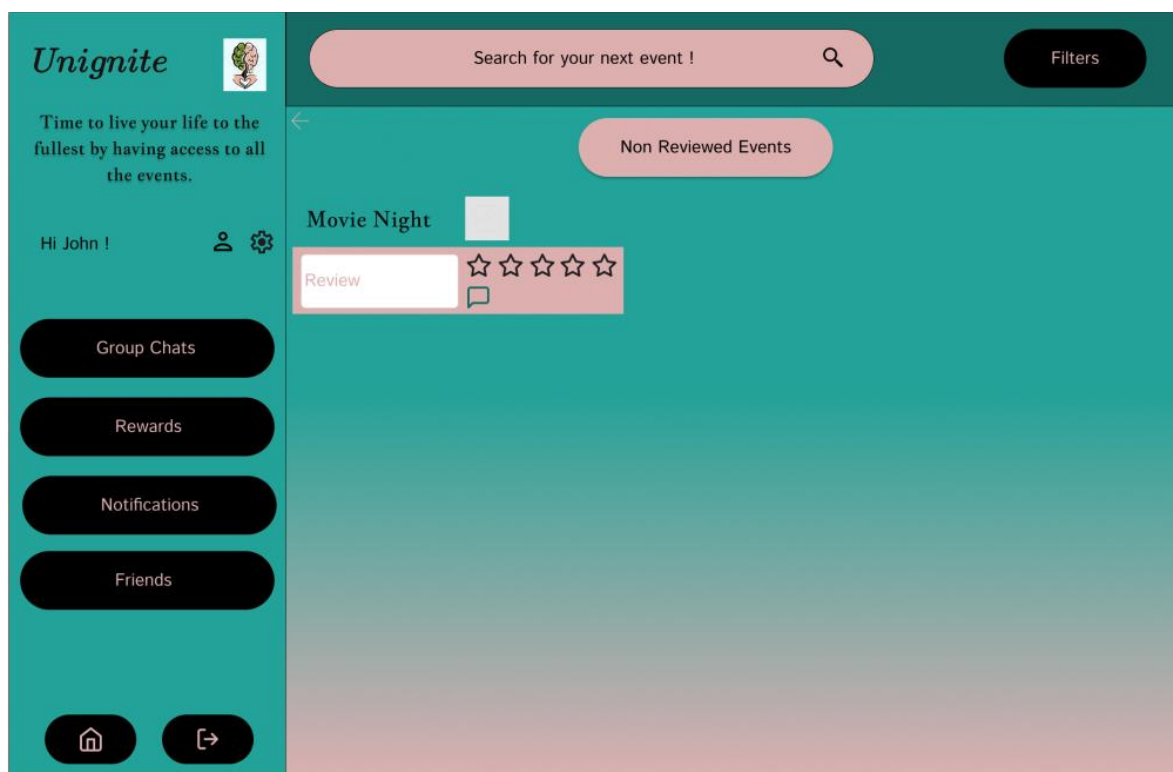 Unignite
Time to live your life to the
fullest by having access to all
the events.
Hi John !
Group Chats
Rewards
Notifications
Friends
Search for your next event !
Filters
Non Reviewed Events
Movie Night
Review